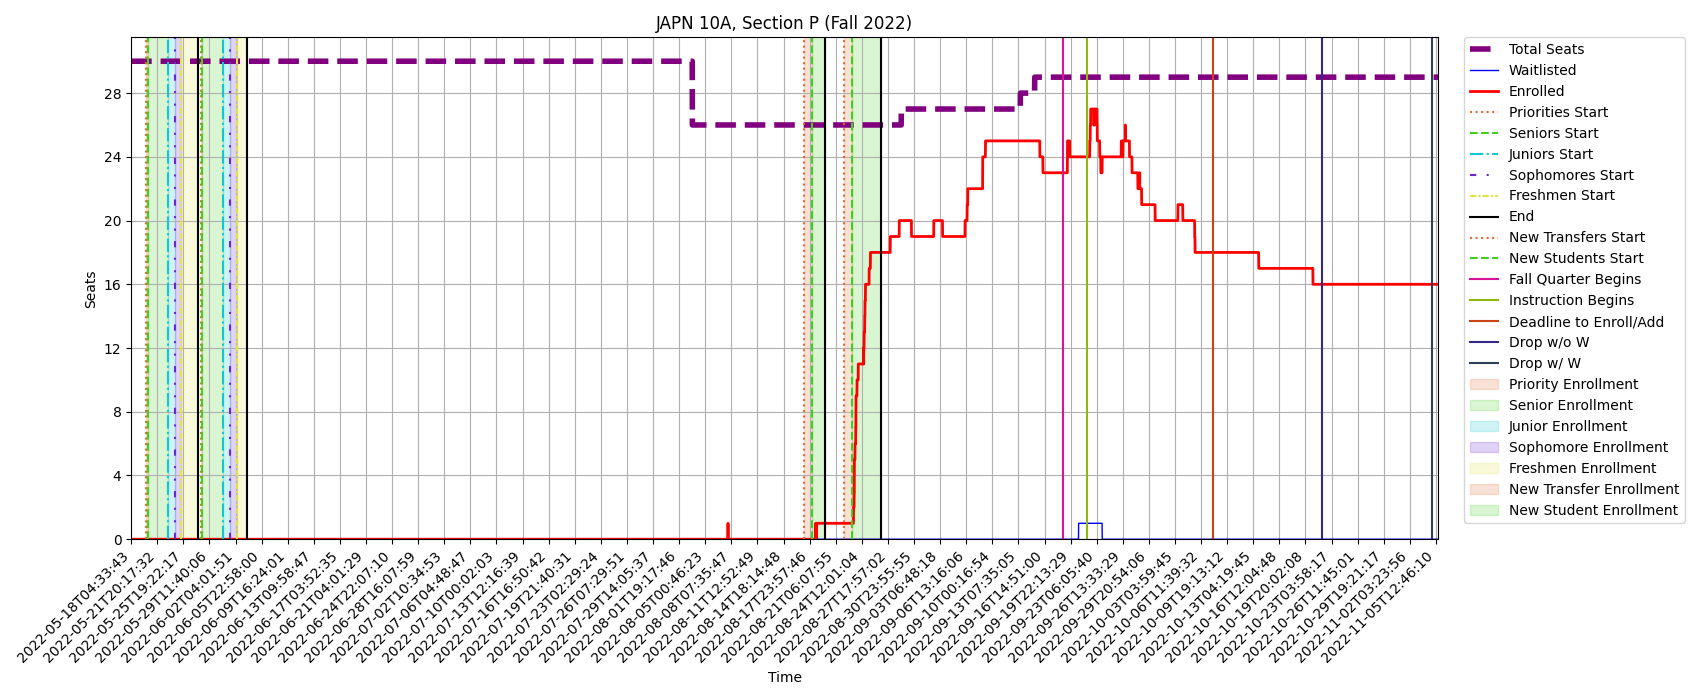 JAPN 10A, Section P (Fall 2022)
Seats
28
24
20
16
12
8
4
0
2022-05-18T04:33:43
2022-05-21T20:17:32
2022-05-25T19:22:17
2022-05-29T11:40:06
2022-06-02T04:01:51
2022-06-05T22:58:00
2022-06-09T16:24:01
2022-06-13T09:58:47
2022-06-17T03:52:35
2022-06-21T04:01:29
2022-06-24T22:07:10
2022-06-28T16:07:59
2022-07-02T10:34:53
2022-07-06T04:48:47
2022-07-10T00:02:03
2022-07-13T12:16:39
2022-07-16T16:50:42
2022-07-19T21:40:31
2022-07-23T02:29:24
2022-07-26T07:29:51
2022-07-29T14:05:37
2022-08-01T19:17:46
2022-08-05T00:46:23
2022-08-08T07:35:47
2022-08-11T12:52:49
2022-08-14T18:14:48
2022-08-17T23:57:46
2022-08-21T06:07:55
2022-08-24T12:01:04
2022-08-27T17:57:02
2022-08-30T23:55:55
2022-09-03T06:48:18
2022-09-06T13:16:06
2022-09-10T00:16:54
2022-09-13T07:35:05
2022-09-16T14:51:00
2022-09-19T22:13:29
2022-09-23T06:05:40
2022-09-26T13:33:29
2022-09-29T20:54:06
2022-10-03T03:59:45
2022-10-06T11:39:32
2022-10-09T19:13:12
2022-10-13T04:19:45
2022-10-16T12:04:48
2022-10-19T20:02:08
2022-10-23T03:58:17
2022-10-26T11:45:01
2022-10-29T19:21:17
2022-11-02T03:23:56
2022-11-05T12:46:10
Time
Total Seats
Waitlisted
Enrolled
Priorities Start
Seniors Start
Juniors Start
Sophomores Start
Freshmen Start
End
New Transfers Start
New Students Start
Fall Quarter Begins
Instruction Begins
Deadline to Enroll/Add
Drop w/o W
Drop w/ W
Priority Enrollment
Senior Enrollment
Junior Enrollment
Sophomore Enrollment
Freshmen Enrollment
New Transfer Enrollment
New Student Enrollment